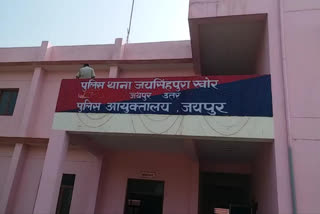 पुलिस थाना जयसिंहपुरा खोर
जयपुर उत्तर
पुलिस आयुक्तालय, जयपुर